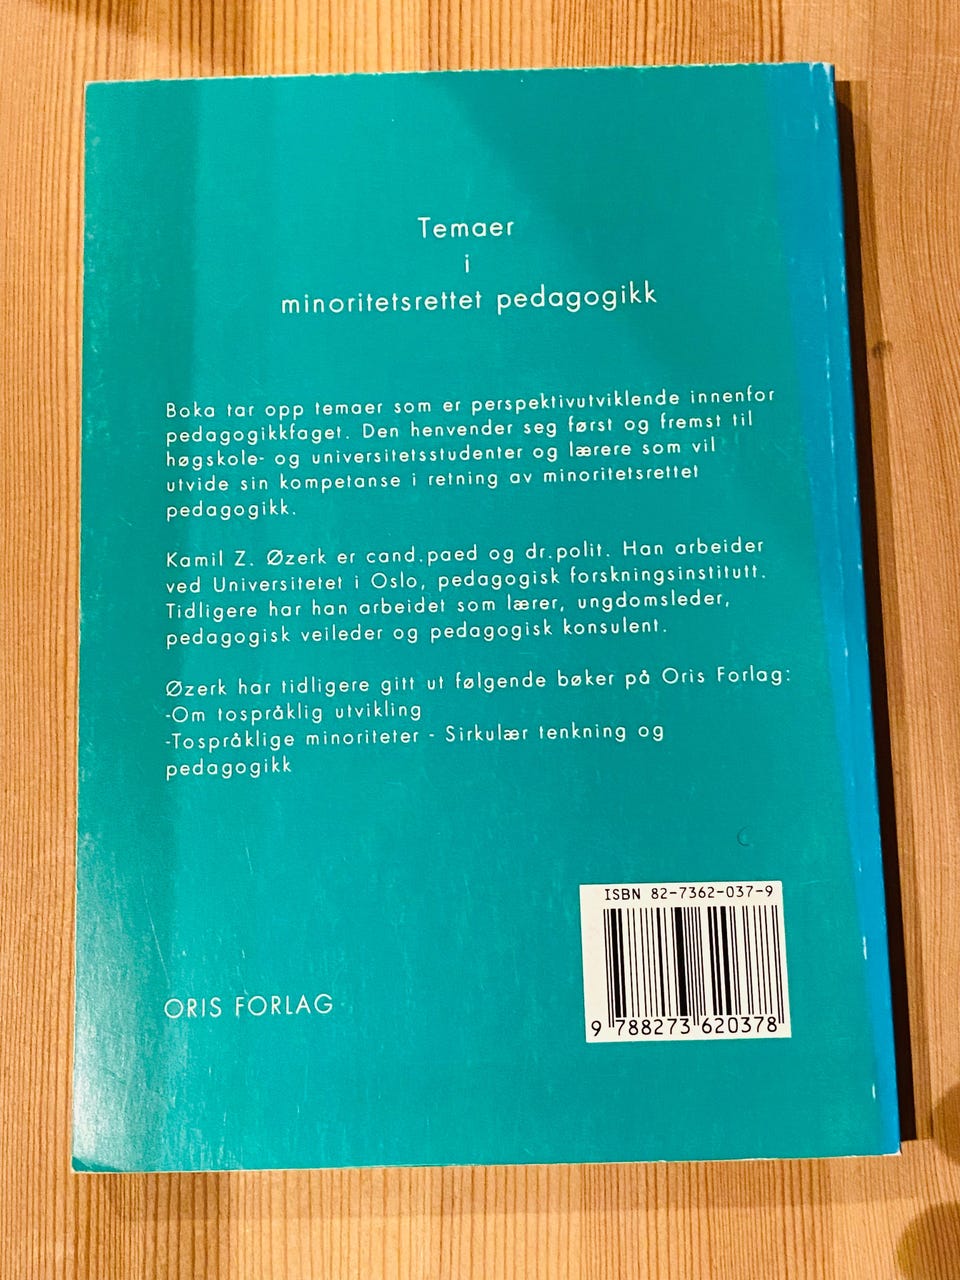 Temaer
i
minoritetsrettet pedagogikk
Boka tar opp temaer som er perspektivutviklende innenfor
pedagogikkfaget. Den henvender seg først og fremst til
høgskole- og universitetsstudenter og lærere som vil
utvide sin kompetanse i retning av minoritetsrettet
pedagogikk.
Kamil Z. Øzerk er cand.paed og dr.polit. Han arbeider
ved Universitetet i Oslo, pedagogisk forskningsinstitutt.
Tidligere har han arbeidet som lærer, ungdomsleder,
pedagogisk veileder og pedagogisk konsulent.
Øzerk har tidligere gitt ut følgende bøker på Oris Forlag:
-Om tospråklig utvikling
-Tospråklige minoriteter - Sirkulær tenkning og
pedagogikk
ISBN 82-7362-037-9
9 788273 620378
ORIS FORLAG